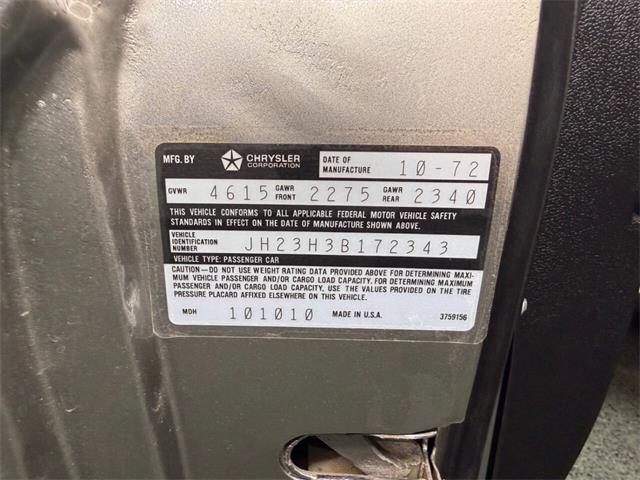 MFG. BY CHRYSLER CORPORATION DATE OF MANUFACTURE 10-72
GVWR 4615 GAWR FRONT 2275 GAWR REAR 2340
THIS VEHICLE CONFORMS TO ALL APPLICABLE FEDERAL MOTOR VEHICLE SAFETY
STANDARDS IN EFFECT ON THE DATE OF MANUFACTURE SHOWN ABOVE.
VEHICLE IDENTIFICATION NUMBER JH23H3B172343
VEHICLE TYPE: PASSENGER CAR
CAUTION—DO NOT USE WEIGHT RATING DATA PROVIDED ABOVE FOR DETERMINING MAXI-
MUM VEHICLE PASSENGER AND/OR CARGO LOAD CAPACITY. FOR DETERMINING MAXIMUM
PASSENGER AND/OR CARGO LOAD CAPACITY, USE THE VALUES PROVIDED ON THE TIRE
PRESSURE PLACARD AFFIXED ELSEWHERE ON THIS VEHICLE.
MDH 101010 MADE IN U.S.A. 3759156